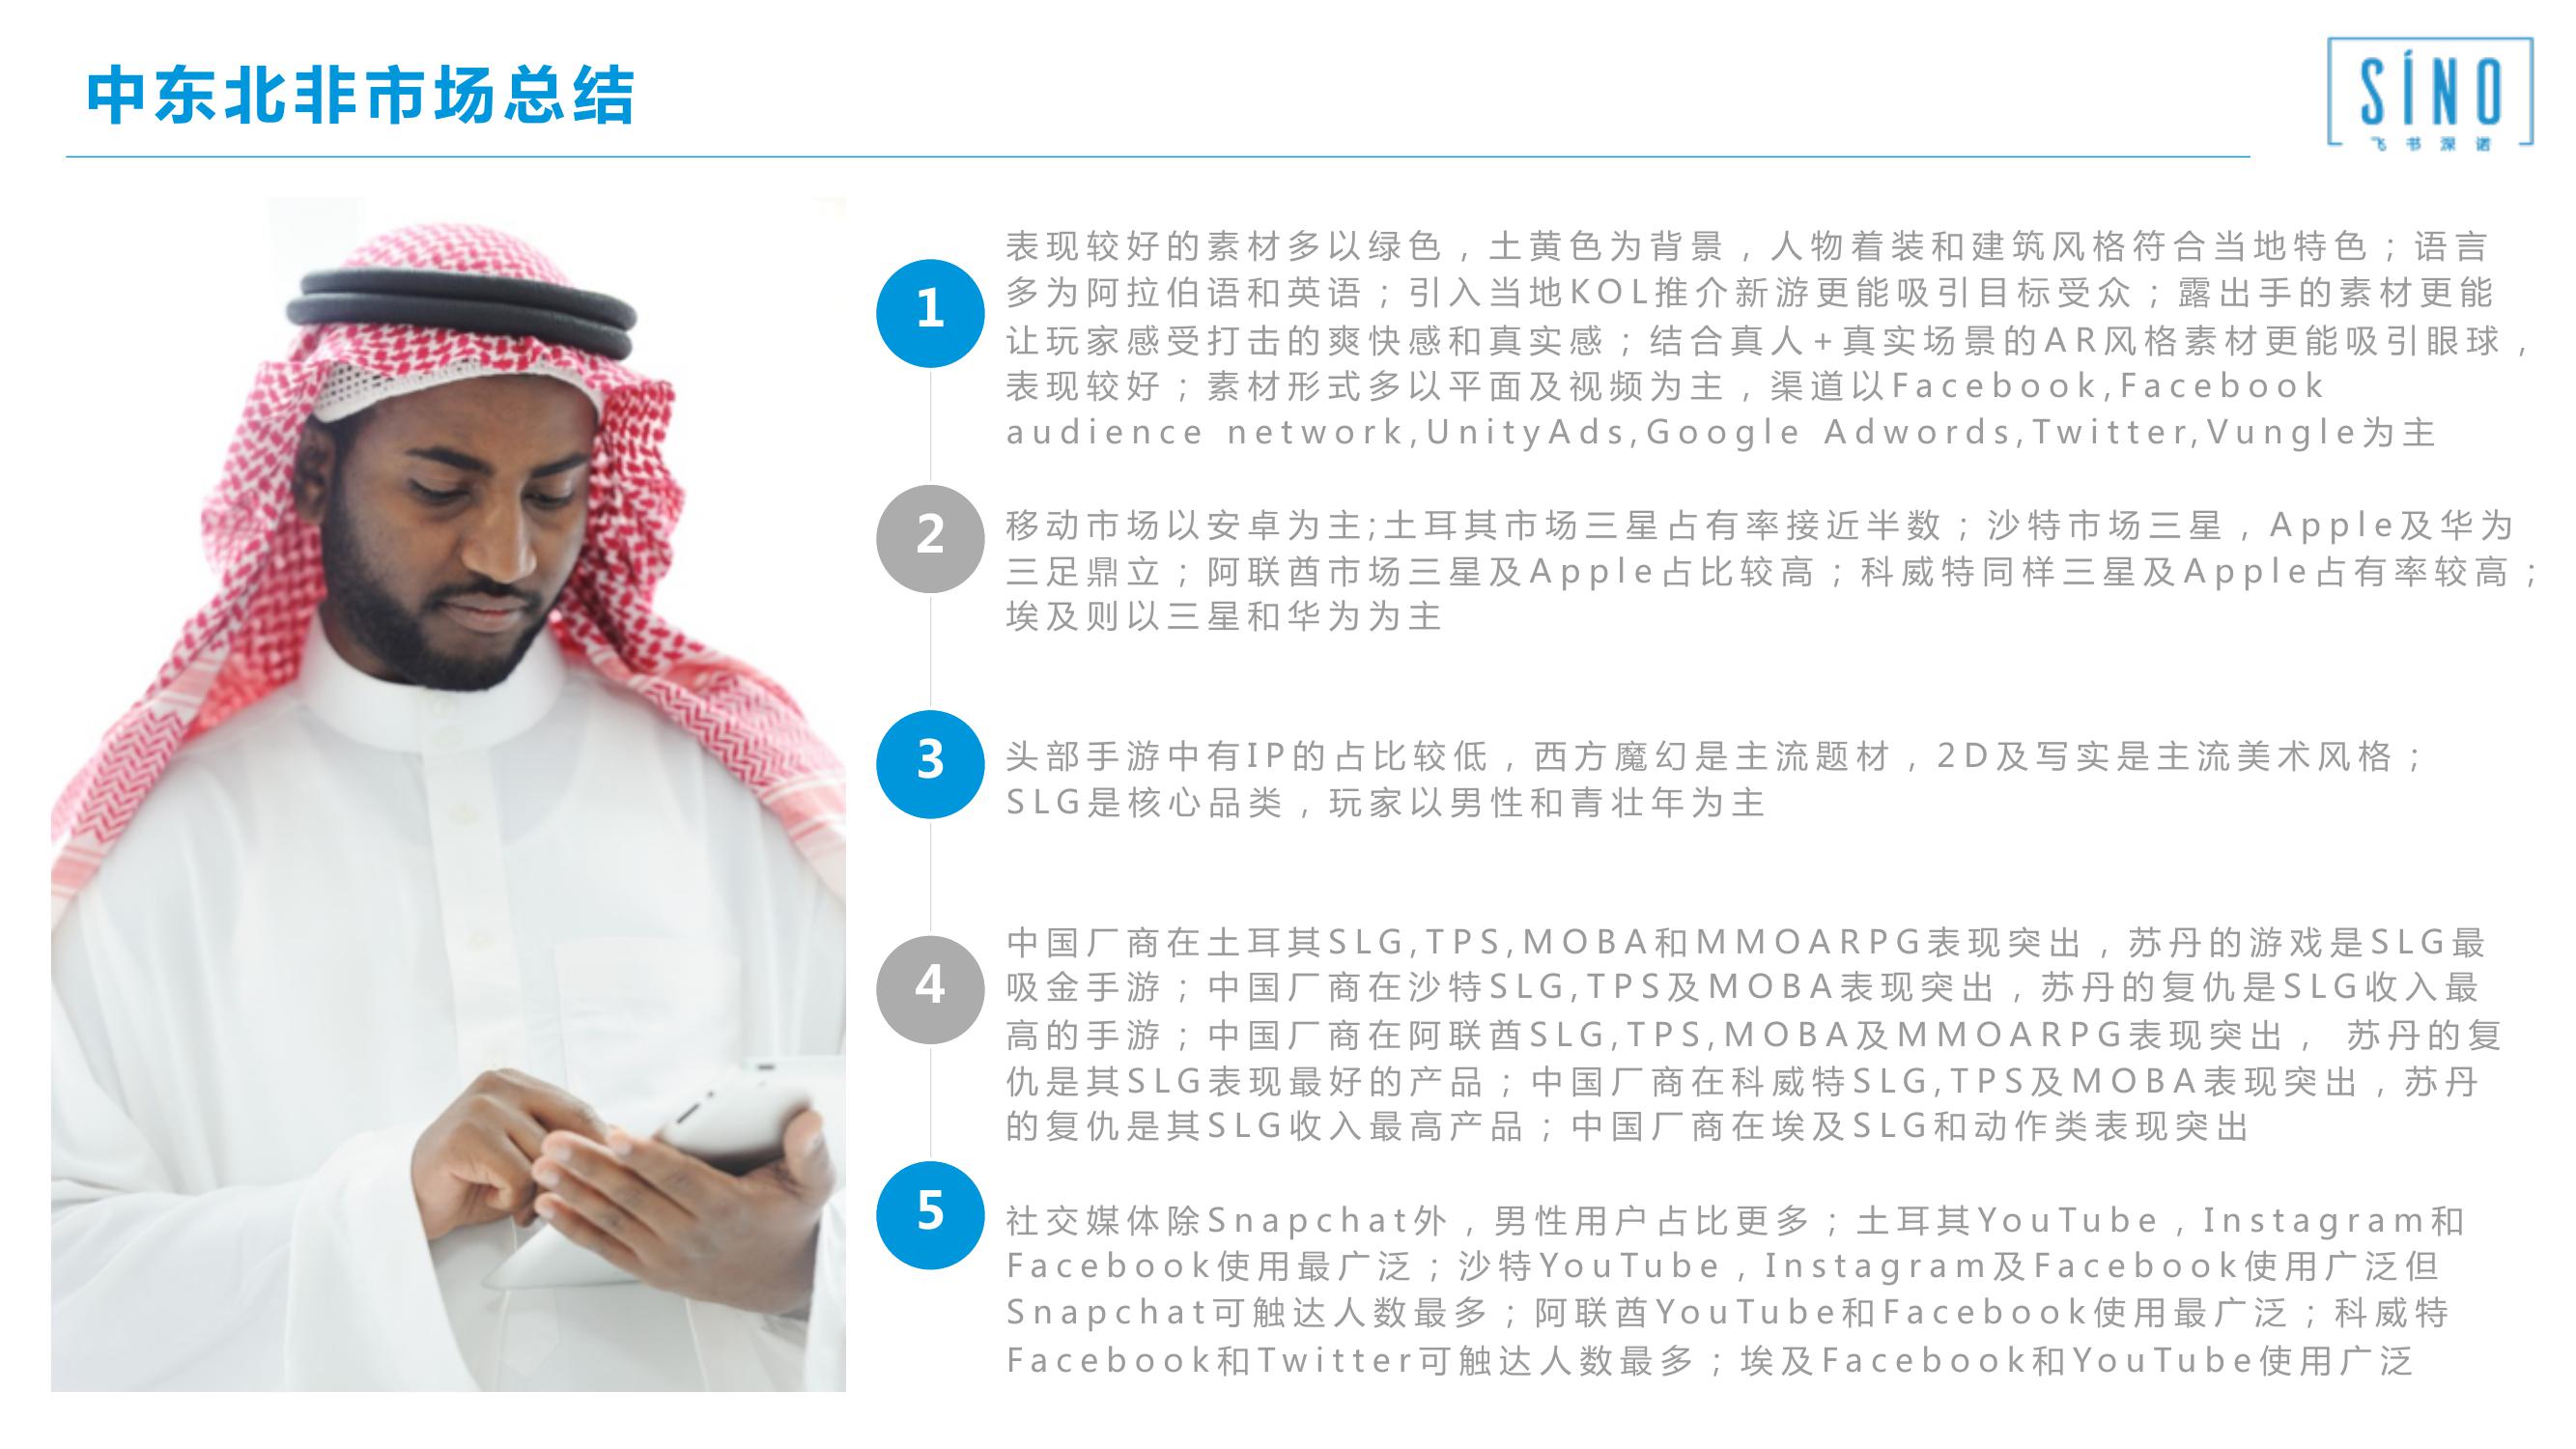 中东北非市场总结
SINO
飞书深诺
1
表现较好的素材多以绿色，土黄色为背景，人物着装和建筑风格符合当地特色；语言
多为阿拉伯语和英语；引入当地KOL推介新游更能吸引目标受众；露出手的素材更能
让玩家感受打击的爽快感和真实感；结合真人+真实场景的AR风格素材更能吸引眼球，
表现较好；素材形式多以平面及视频为主，渠道以Facebook,Facebook
audience network,UnityAds,Google Adwords,Twitter,Vungle为主
2
移动市场以安卓为主;土耳其市场三星占有率接近半数；沙特市场三星，Apple及华为
三足鼎立；阿联酋市场三星及Apple占比较高；科威特同样三星及Apple占有率较高；
埃及则以三星和华为为主
3
头部手游中有IP的占比较低，西方魔幻是主流题材，2D及写实是主流美术风格；
SLG是核心品类，玩家以男性和青壮年为主
4
中国厂商在土耳其SLG,TPS,MOBA和MMOARPG表现突出，苏丹的游戏是SLG最
吸金手游；中国厂商在沙特SLG,TPS及MOBA表现突出，苏丹的复仇是SLG收入最
高的手游；中国厂商在阿联酋SLG,TPS,MOBA及MMOARPG表现突出， 苏丹的复
仇是其SLG表现最好的产品；中国厂商在科威特SLG,TPS及MOBA表现突出，苏丹
的复仇是其SLG收入最高产品；中国厂商在埃及SLG和动作类表现突出
5
社交媒体除Snapchat外，男性用户占比更多；土耳其YouTube，Instagram和
Facebook使用最广泛；沙特YouTube，Instagram及Facebook使用广泛但
Snapchat可触达人数最多；阿联酋YouTube和Facebook使用最广泛；科威特
Facebook和Twitter可触达人数最多；埃及Facebook和YouTube使用广泛